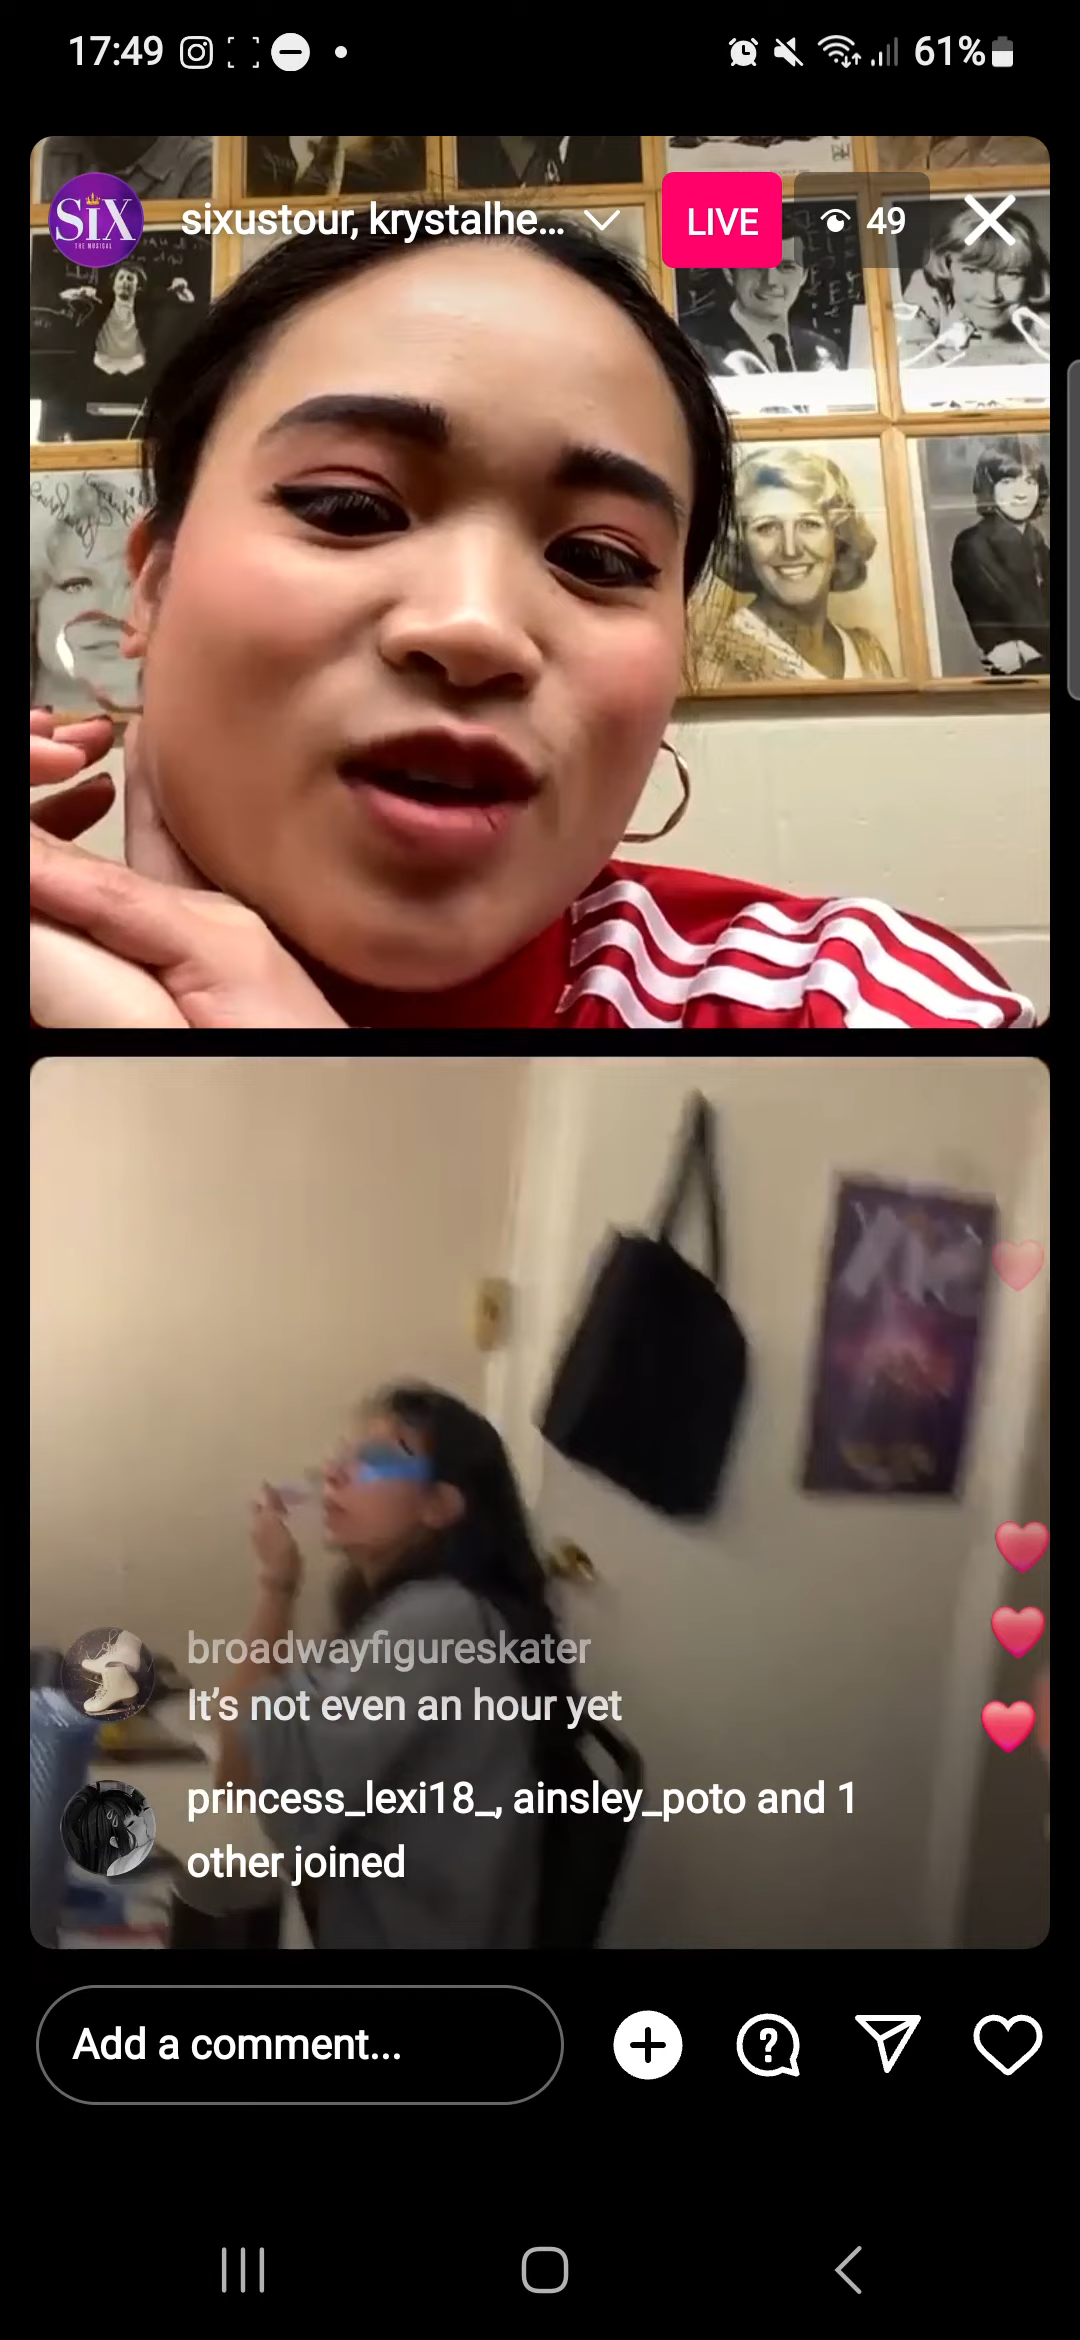 17:49
61%
SIX
THE MUSICAL
sixustour, krystalhe...
LIVE
49
broadwayfigureskater
It's not even an hour yet
princess_lexi18_, ainsley_poto and 1
other joined
Add a comment...